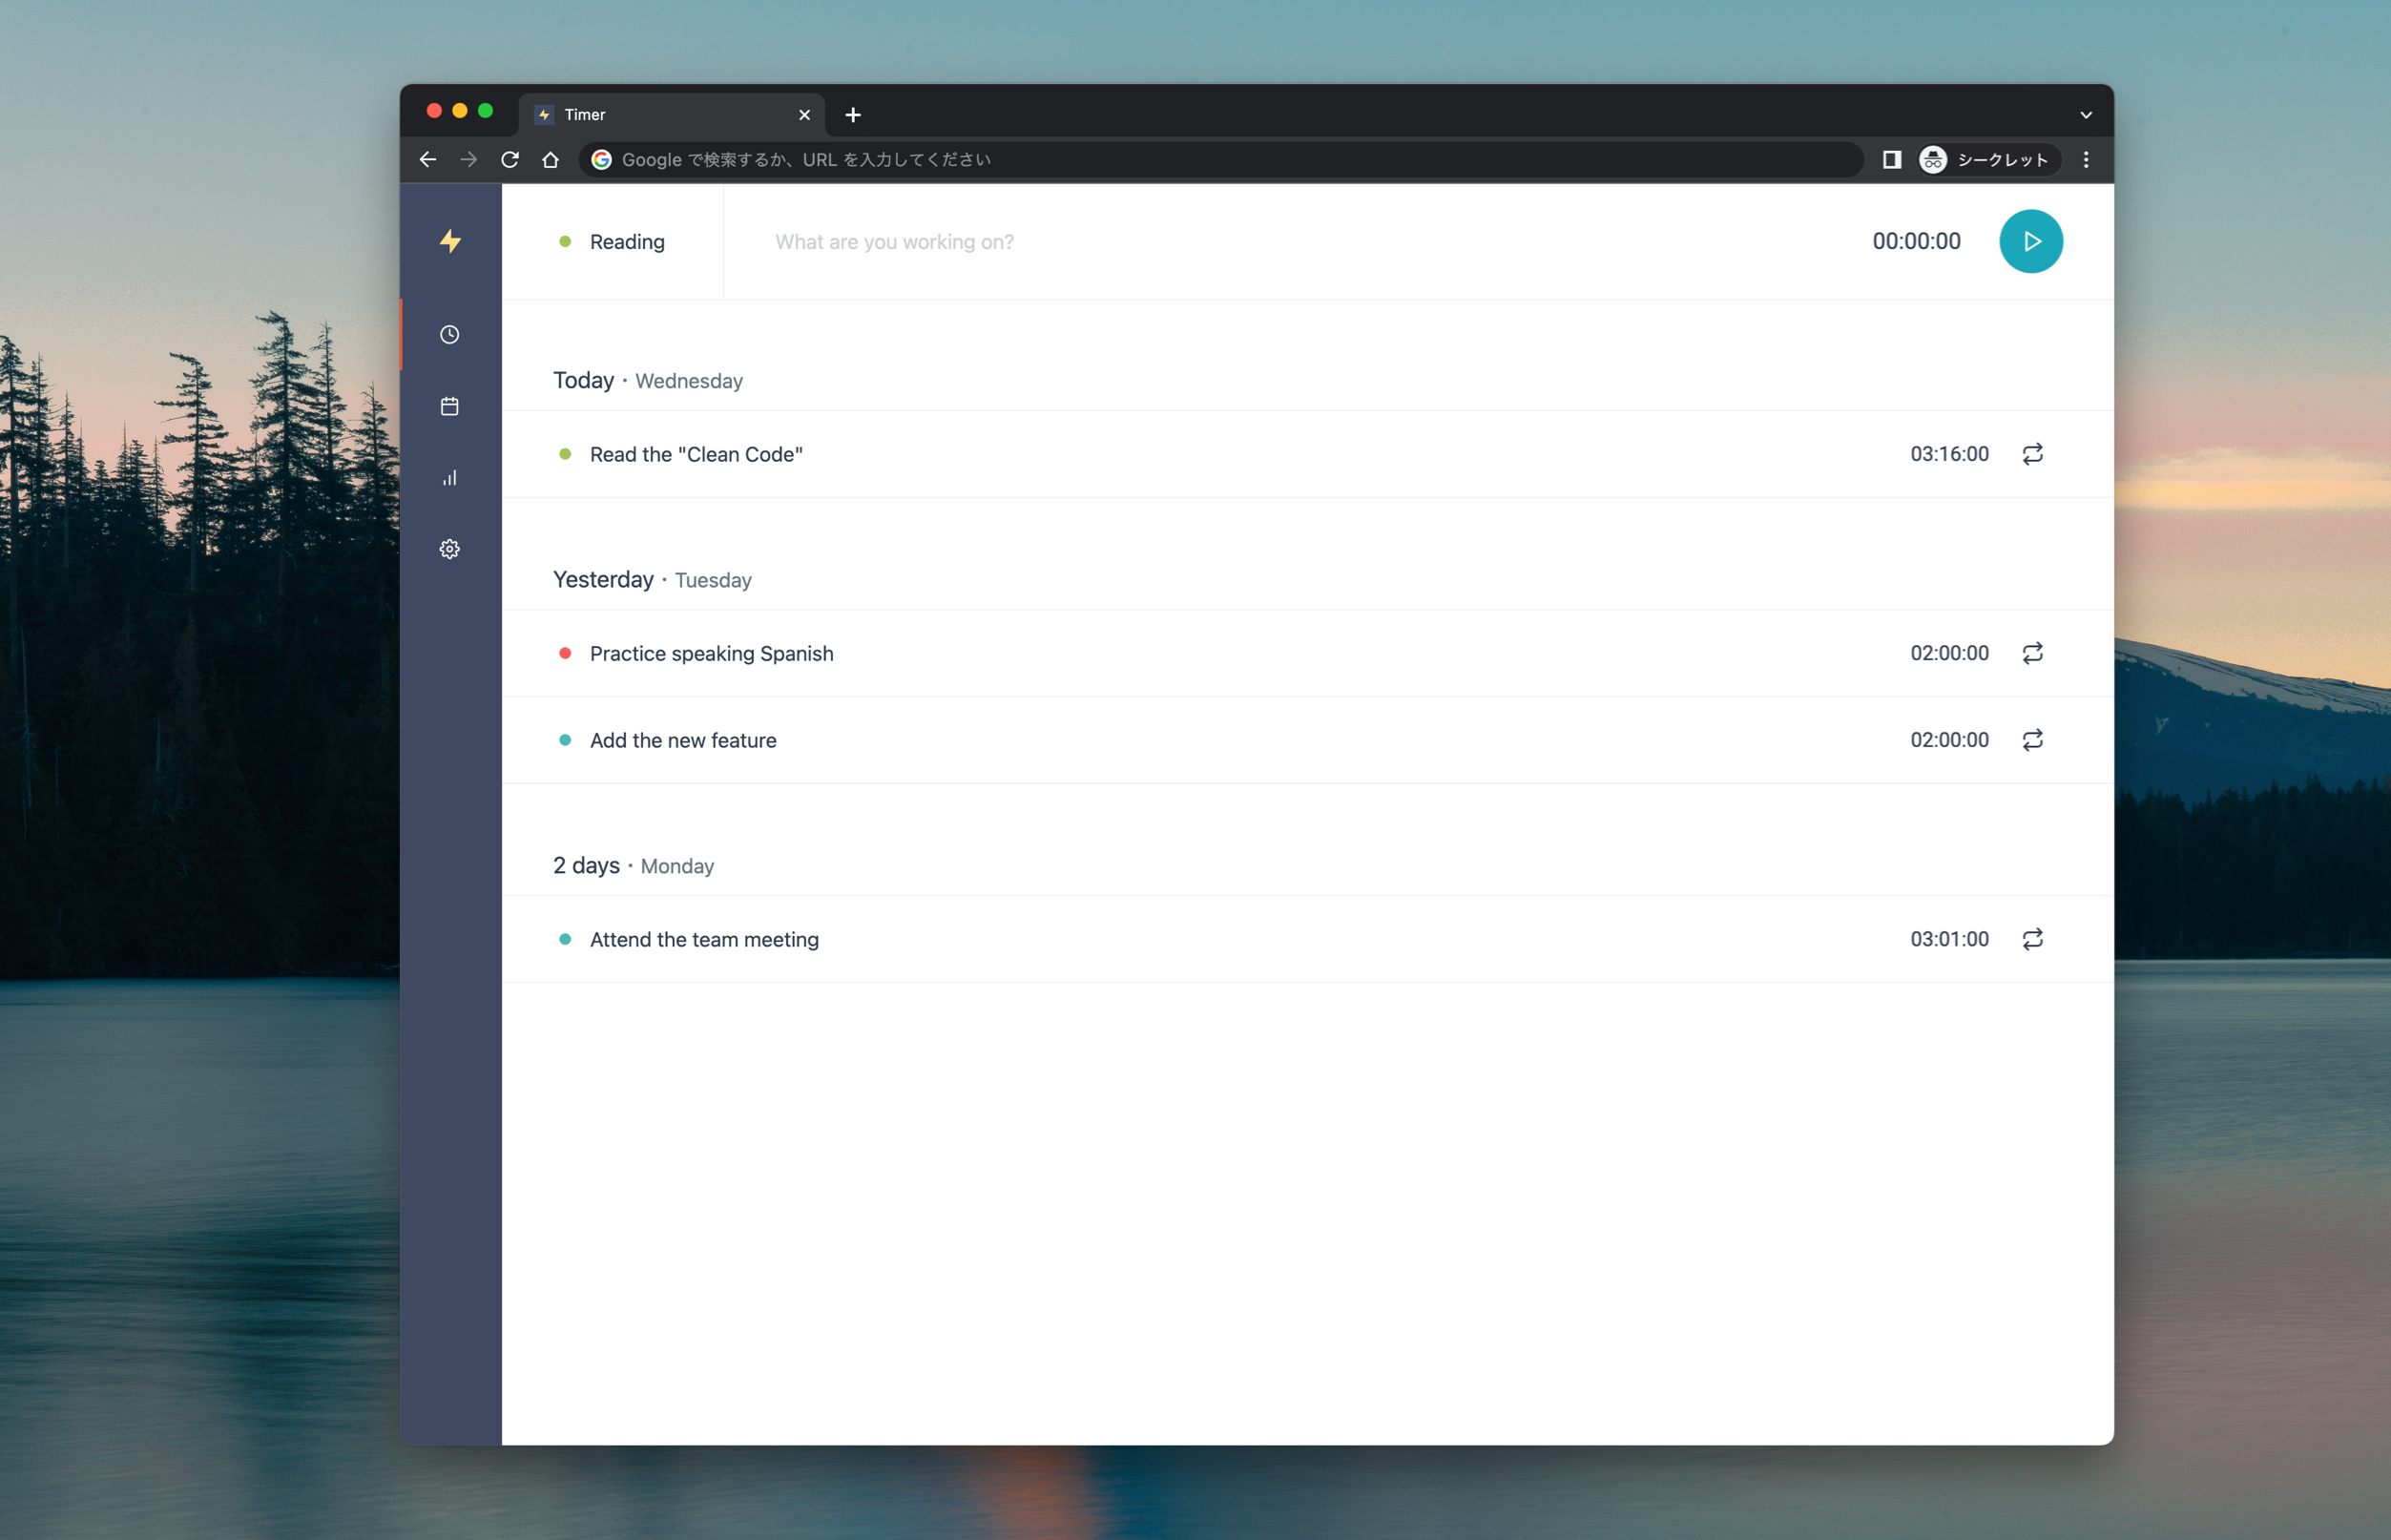 Timer
Google で検索するか、URL を入力してください
シークレット
Reading
What are you working on?
00:00:00
Today · Wednesday
Read the "Clean Code"
03:16:00
Yesterday · Tuesday
Practice speaking Spanish
02:00:00
Add the new feature
02:00:00
2 days · Monday
Attend the team meeting
03:01:00